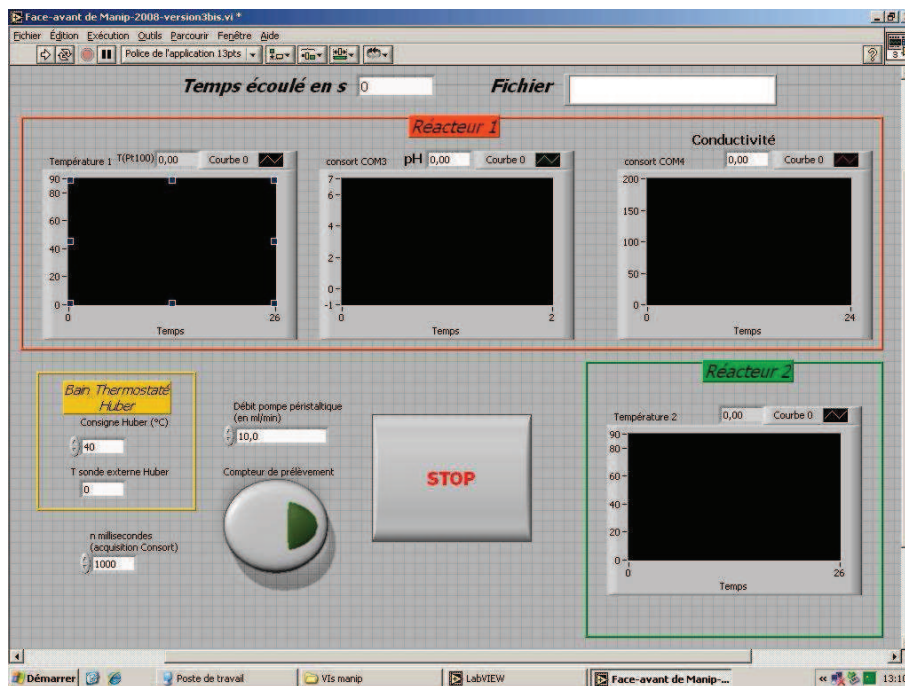 Face-avant de Manip-2008-version3bis.vi *
Fichier Édition Exécution Outils Parcourir Fenêtre Aide
Police de l'application 13pts
Temps écoulé en s 0 Fichier
Réacteur 1
Conductivité
Température 1 T(Pt100) 0,00 Courbe 0
consort COM3 pH 0,00 Courbe 0
consort COM4 0,00 Courbe 0
90
80
60
40
20
0
0 26
Temps
7
6
4
2
0
-1
0 2
Temps
200
150
100
50
0
0 24
Temps
Bain Thermostaté
Huber
Consigne Huber (°C)
40
T sonde externe Huber
0
n milisecondes
(acquisition Consort)
1000
Débit pompe péristaltique
(en ml/min)
10,0
Compteur de prélèvement
STOP
Réacteur 2
Température 2 0,00 Courbe 0
90
80
60
40
20
0
0 26
Temps
Démarrer Poste de travail VIs manip LabVIEW Face-avant de Manip-... « 13:10